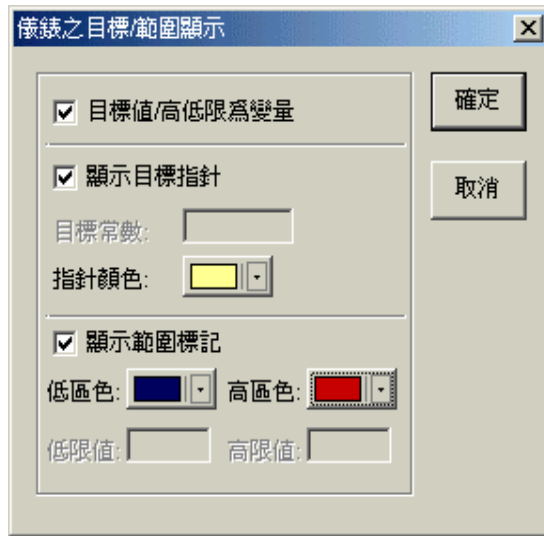 儀錶之目標/範圍顯示
目標值/高低限爲變量
確定
顯示目標指針
取消
目標常數:
指針顏色:
顯示範圍標記
低區色: 高區色:
低限值: 高限值: